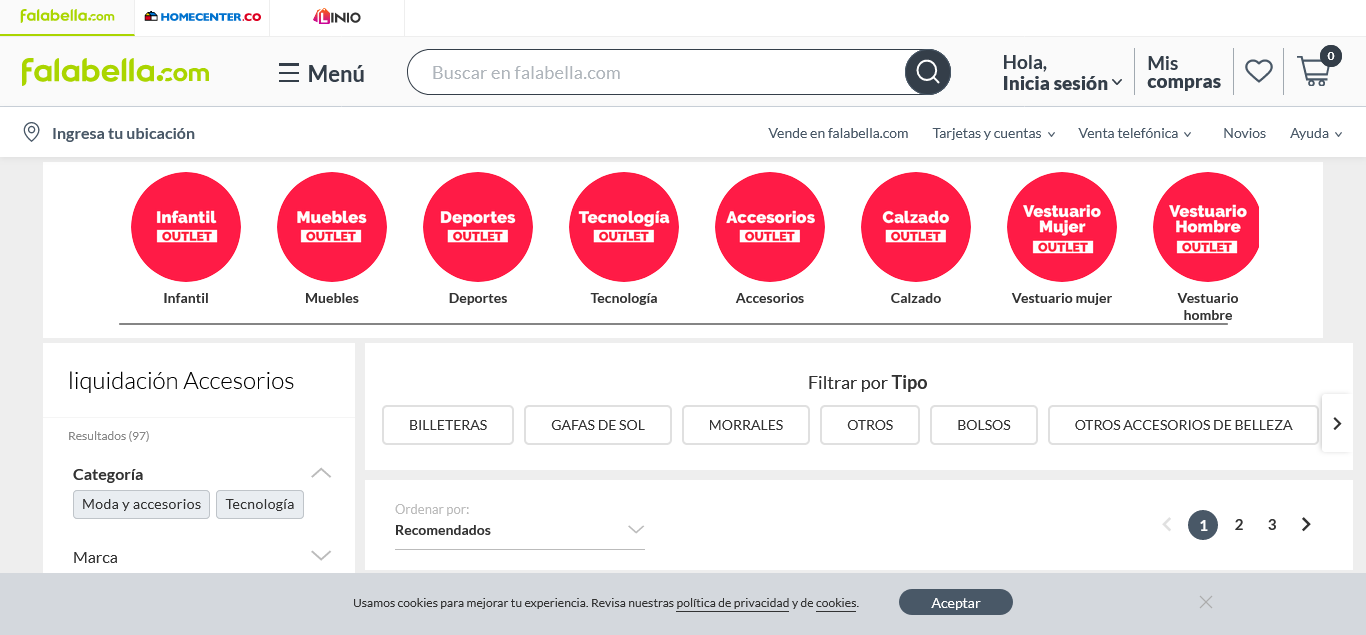 falabella.com
HOMECENTER.CO
LINIO
falabella.com
Menú
Buscar en falabella.com
Hola,
Inicia sesión
Mis
compras
0
Ingresa tu ubicación
Vende en falabella.com
Tarjetas y cuentas
Venta telefónica
Novios
Ayuda
Infantil
OUTLET
Infantil
Muebles
OUTLET
Muebles
Deportes
OUTLET
Deportes
Tecnología
OUTLET
Tecnología
Accesorios
OUTLET
Accesorios
Calzado
OUTLET
Calzado
Vestuario
Mujer
OUTLET
Vestuario mujer
Vestuario
Hombre
OUTLET
Vestuario
hombre
liquidación Accesorios
Resultados (97)
Categoría
Moda y accesorios
Tecnología
Marca
Filtrar por Tipo
BILLETERAS
GAFAS DE SOL
MORRALES
OTROS
BOLSOS
OTROS ACCESORIOS DE BELLEZA
Ordenar por:
Recomendados
1
2
3
Usamos cookies para mejorar tu experiencia. Revisa nuestras política de privacidad y de cookies.
Aceptar